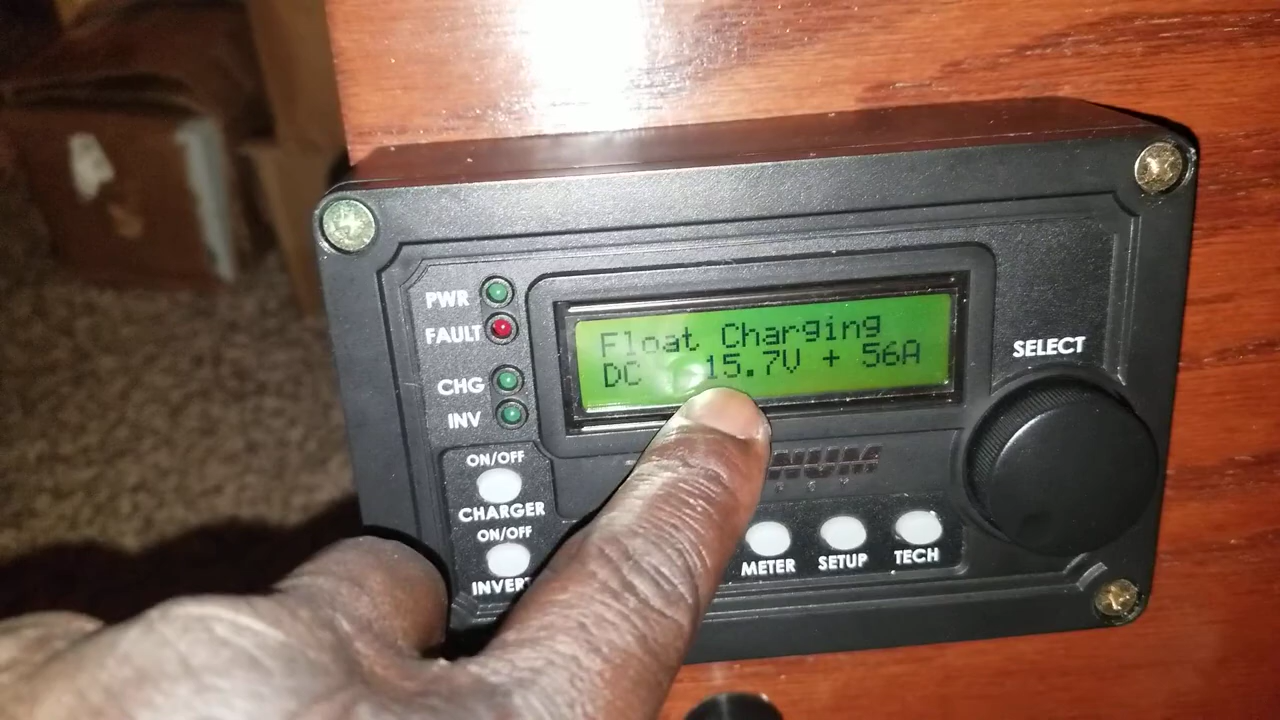 PWR
FAULT
CHG
INV
Float Charging
DC 15.7V + 56A
SELECT
ON/OFF
CHARGER
ON/OFF
METER
SETUP
TECH